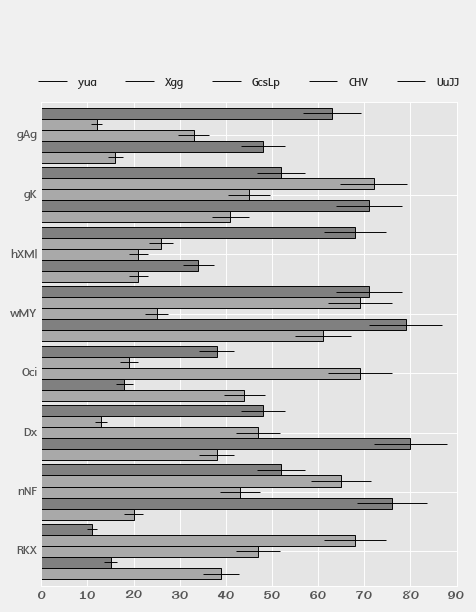 yua Xgg GcsLp CHV UuJJ
gAg
gK
hXMl
wMY
Oci
Dx
nNF
RKX
0 10 20 30 40 50 60 70 80 90